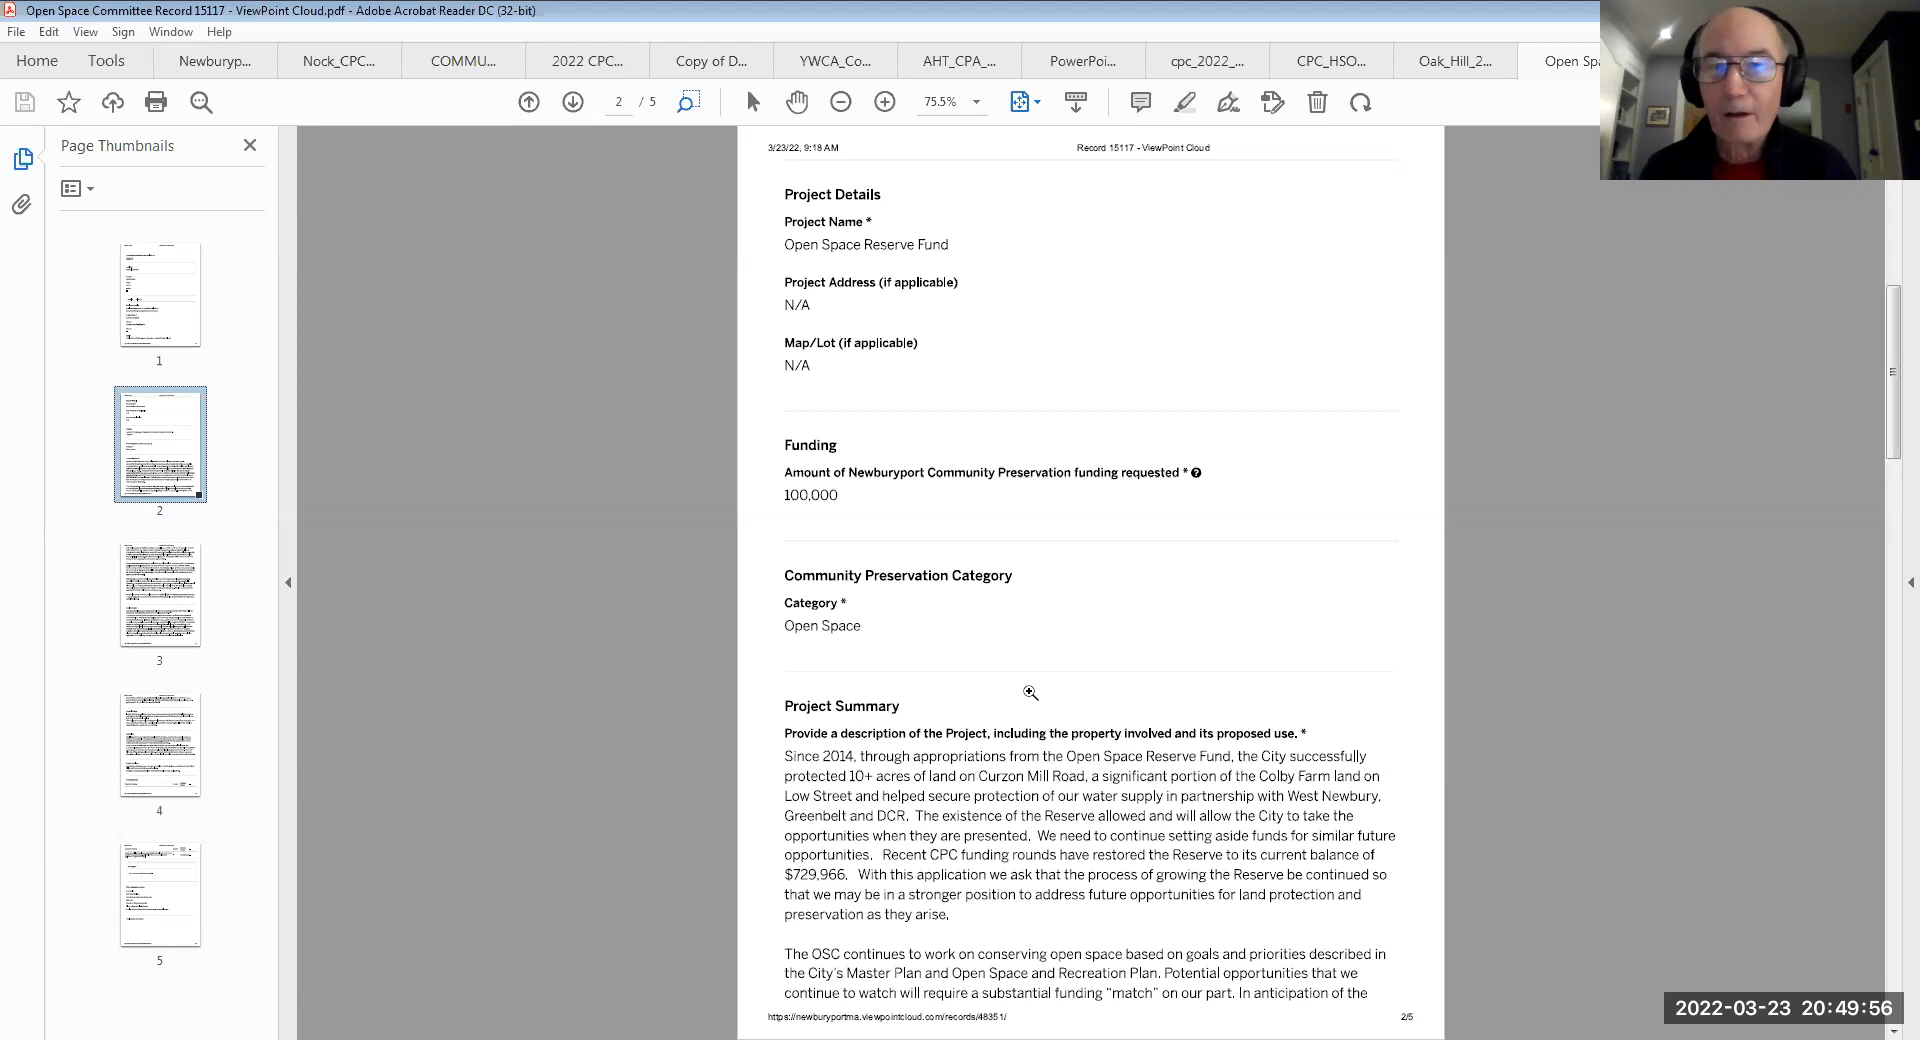 Open Space Committee Record 15117 - ViewPoint Cloud.pdf - Adobe Acrobat Reader DC (32-bit)
File Edit View Sign Window Help
Home Tools Newburyp... Nock_CPC... COMMU... 2022 CPC... Copy of D... YWCA_Co... AHT_CPA_... PowerPoi... cpc_2022_... CPC_HSO... Oak_Hill_2... Open Spa
2 / 5 75.5%
Page Thumbnails
1
2
3
4
5
3/23/22, 9:18 AM Record 15117 - ViewPoint Cloud
Project Details
Project Name *
Open Space Reserve Fund
Project Address (if applicable)
N/A
Map/Lot (if applicable)
N/A
Funding
Amount of Newburyport Community Preservation funding requested * ?
100,000
Community Preservation Category
Category *
Open Space
Project Summary
Provide a description of the Project, including the property involved and its proposed use. *
Since 2014, through appropriations from the Open Space Reserve Fund, the City successfully
protected 10+ acres of land on Curzon Mill Road, a significant portion of the Colby Farm land on
Low Street and helped secure protection of our water supply in partnership with West Newbury,
Greenbelt and DCR. The existence of the Reserve allowed and will allow the City to take the
opportunities when they are presented. We need to continue setting aside funds for similar future
opportunities. Recent CPC funding rounds have restored the Reserve to its current balance of
$729,966. With this application we ask that the process of growing the Reserve be continued so
that we may be in a stronger position to address future opportunities for land protection and
preservation as they arise.
The OSC continues to work on conserving open space based on goals and priorities described in
the City's Master Plan and Open Space and Recreation Plan. Potential opportunities that we
continue to watch will require a substantial funding “match” on our part. In anticipation of the
https://newburyportma.viewpointcloud.com/records/48351/ 2/5
2022-03-23 20:49:56